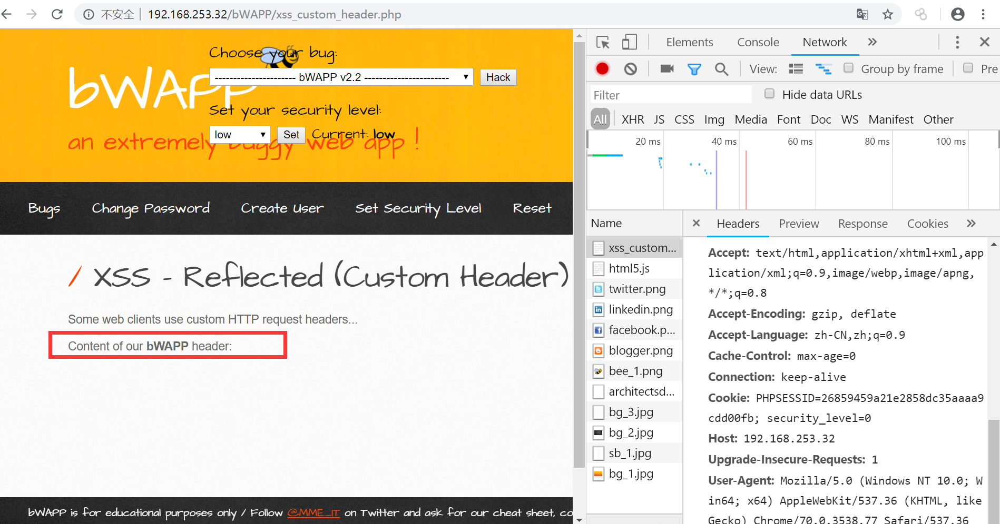 不安全 | 192.168.253.32/bWAPP/xss_custom_header.php
Choose your bug:
---------------------- bWAPP v2.2 -----------------------
Hack
bWAPP
Set your security level:
low
Set
Current: low
an extremely buggy web app !
Bugs
Change Password
Create User
Set Security Level
Reset
/ XSS - Reflected (Custom Header)
Some web clients use custom HTTP request headers...
Content of our bWAPP header:
bWAPP is for educational purposes only / Follow @MME_IT on Twitter and ask for our cheat sheet, co
Elements Console Network »
View: Group by frame Pre
Filter Hide data URLs
All XHR JS CSS Img Media Font Doc WS Manifest Other
20 ms 40 ms 60 ms 80 ms 100 ms
Name
xss_custom...
html5.js
twitter.png
linkedin.png
facebook.p...
blogger.png
bee_1.png
architectsd...
bg_3.jpg
bg_2.jpg
sb_1.jpg
bg_1.jpg
× Headers Preview Response Cookies »
Accept: text/html,application/xhtml+xml,app
lication/xml;q=0.9,image/webp,image/apng,
*/*;q=0.8
Accept-Encoding: gzip, deflate
Accept-Language: zh-CN,zh;q=0.9
Cache-Control: max-age=0
Connection: keep-alive
Cookie: PHPSESSID=26859459a21e2858dc35aaaa9
cdd00fb; security_level=0
Host: 192.168.253.32
Upgrade-Insecure-Requests: 1
User-Agent: Mozilla/5.0 (Windows NT 10.0; W
in64; x64) AppleWebKit/537.36 (KHTML, like
Gecko) Chrome/70.0.3538.77 Safari/537.36